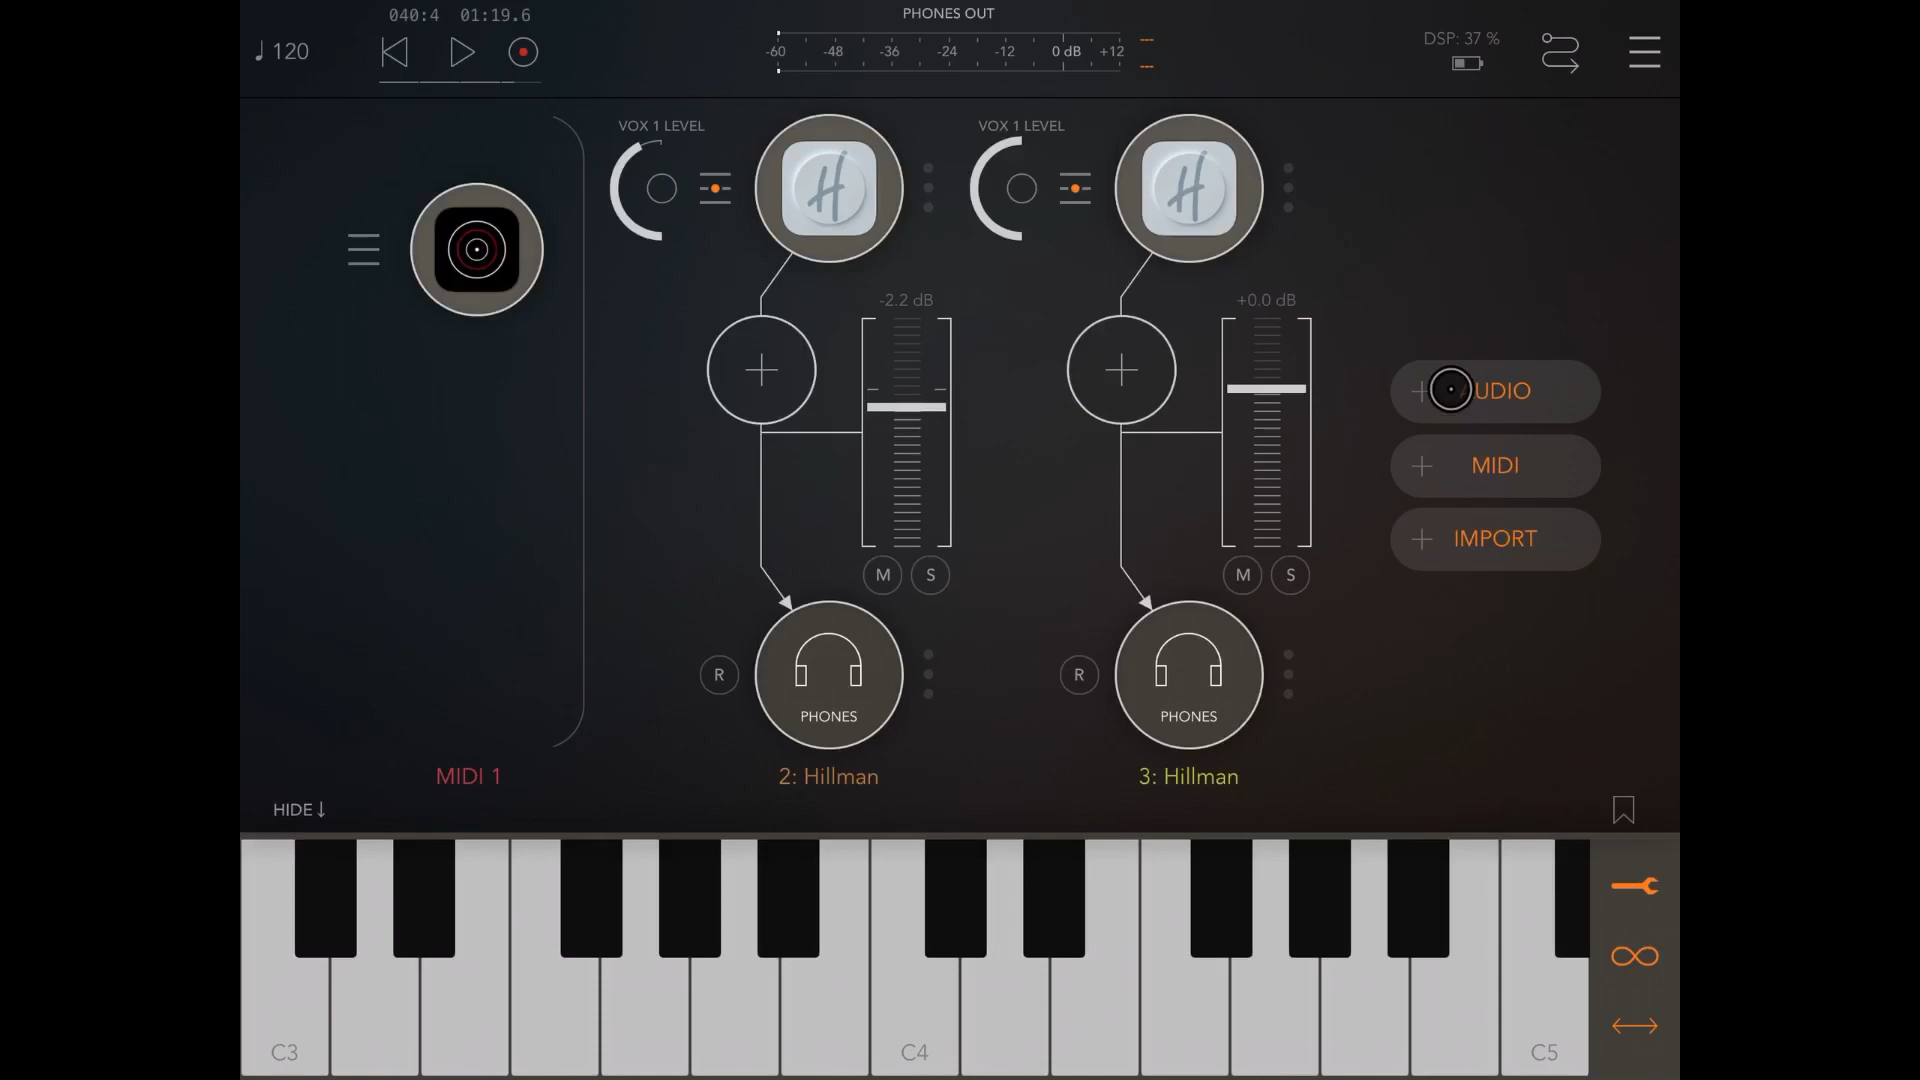 040:4 01:19.6
120
PHONES OUT
-60 -48 -36 -24 -12 0 dB +12
DSP: 37 %
VOX 1 LEVEL
VOX 1 LEVEL
H
H
-2.2 dB
+0.0 dB
AUDIO
MIDI
IMPORT
M S
M S
R
PHONES
R
PHONES
MIDI 1
2: Hillman
3: Hillman
HIDE↓
C3
C4
C5